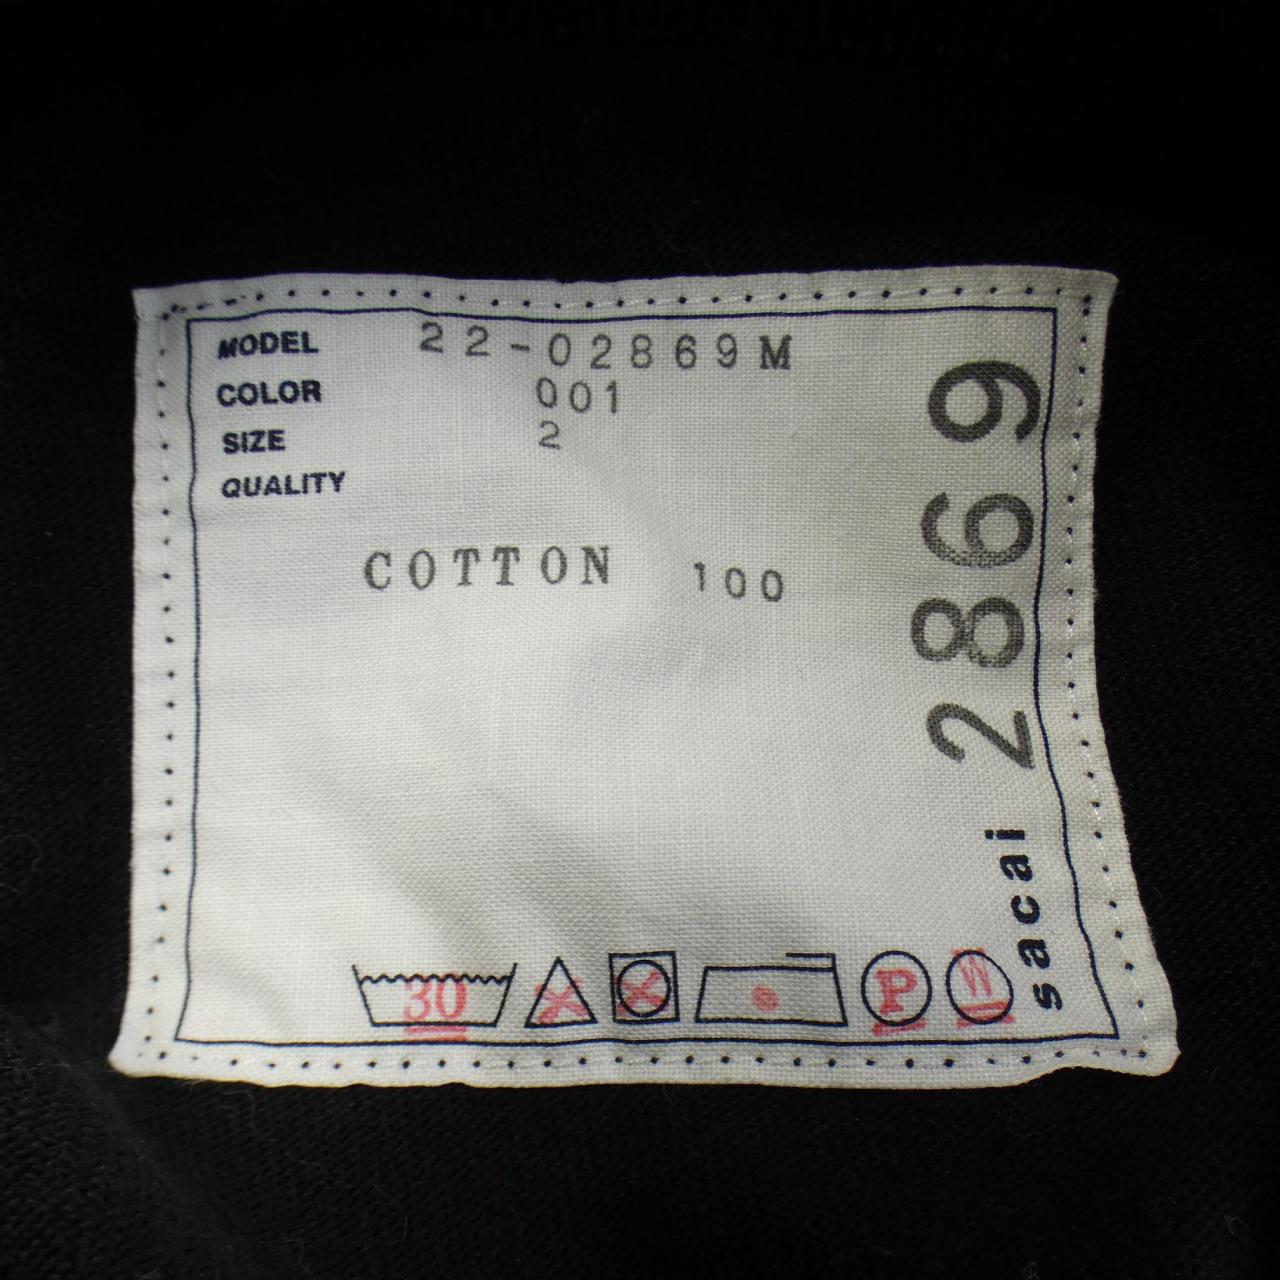 MODEL 22-02869M
COLOR 001
SIZE 2
QUALITY
COTTON 100
30 P W
sacai 2869